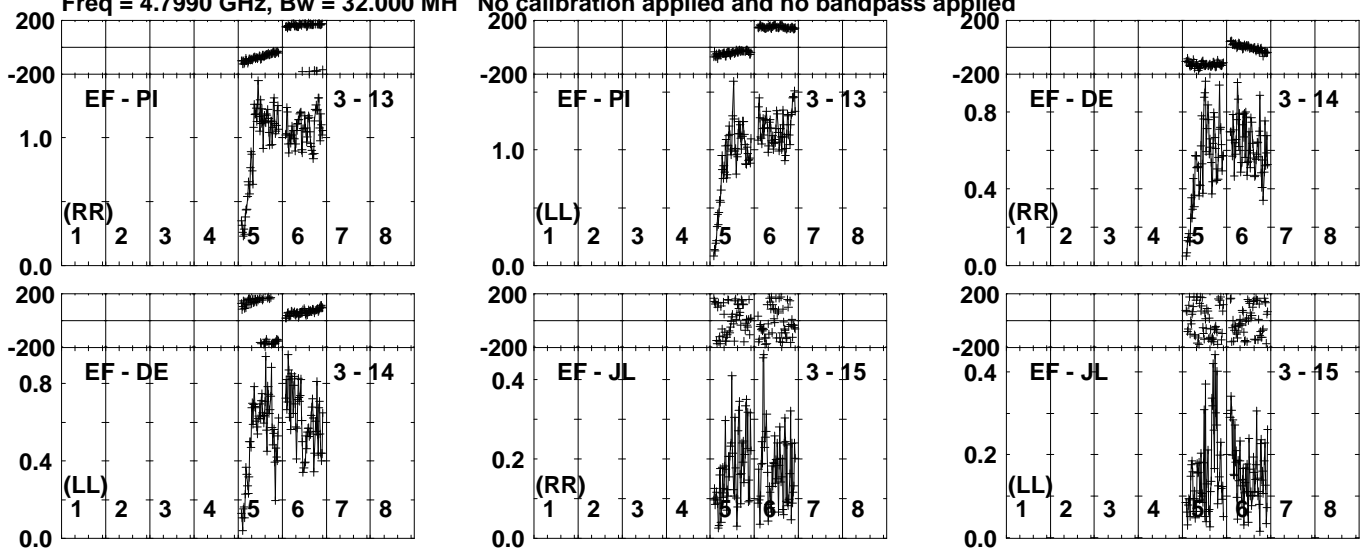 Freq = 4.7990 GHz, Bw = 32.000 MH No calibration applied and no bandpass applied
200 200 200
-200 -200 -200
EF - PI 3 - 13 EF - PI 3 - 13 EF - DE 3 - 14
0.8
1.0 1.0
0.4
(RR) (LL) (RR)
1 2 3 4 5 6 7 8 1 2 3 4 5 6 7 8 1 2 3 4 5 6 7 8
0.0 0.0 0.0
200 200 200
-200 -200 -200
EF - DE 3 - 14 EF - JL 3 - 15 EF - JL 3 - 15
0.8 0.4 0.4
0.4 0.2 0.2
(LL) (RR) (LL)
1 2 3 4 5 6 7 8 1 2 3 4 5 6 7 8 1 2 3 4 5 6 7 8
0.0 0.0 0.0